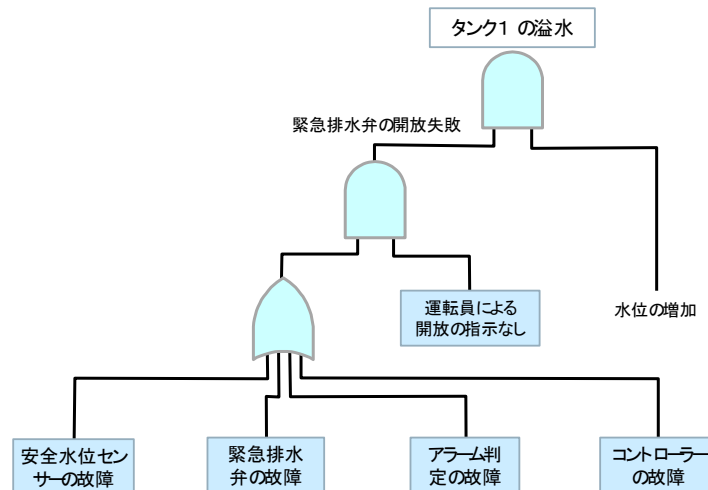 タンク1 の溢水
緊急排水弁の開放失敗
運転員による
開放の指示なし
水位の増加
安全水位セン
サーの故障
緊急排水
弁の故障
アラーム判
定の故障
コントローラー
の故障